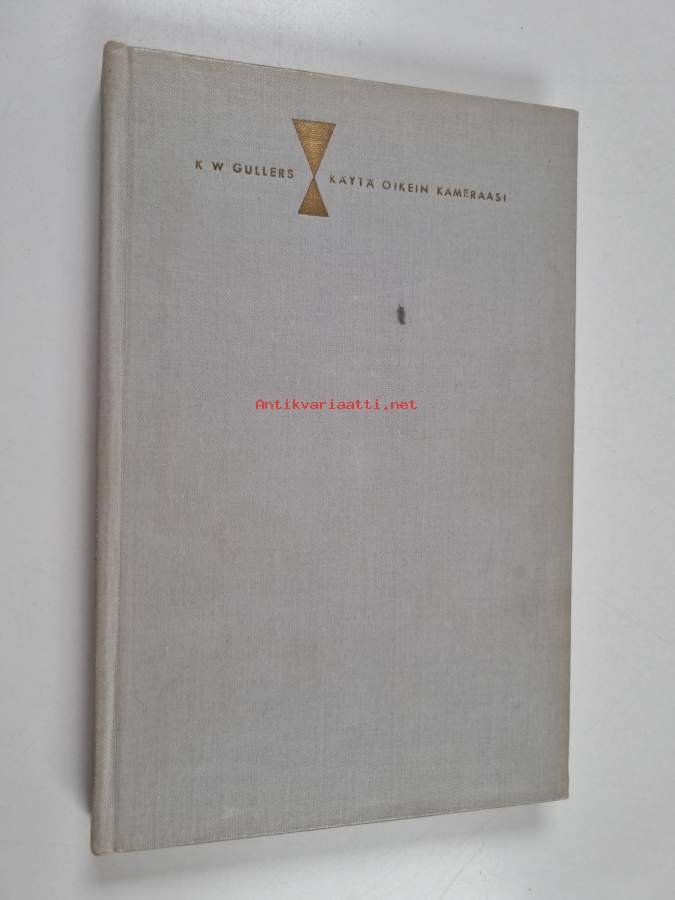 K W GULLERS KÄYTÄ OIKEIN KAMERAASI
Antikvariaatti.net